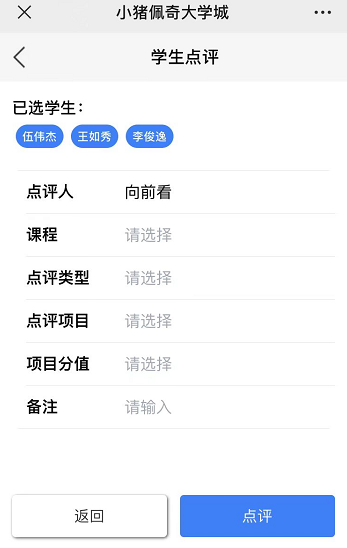 小猪佩奇大学城
学生点评
已选学生：
伍伟杰 王如秀 李俊逸
点评人 向前看
课程 请选择
点评类型 请选择
点评项目 请选择
项目分值 请选择
备注 请输入
返回 点评